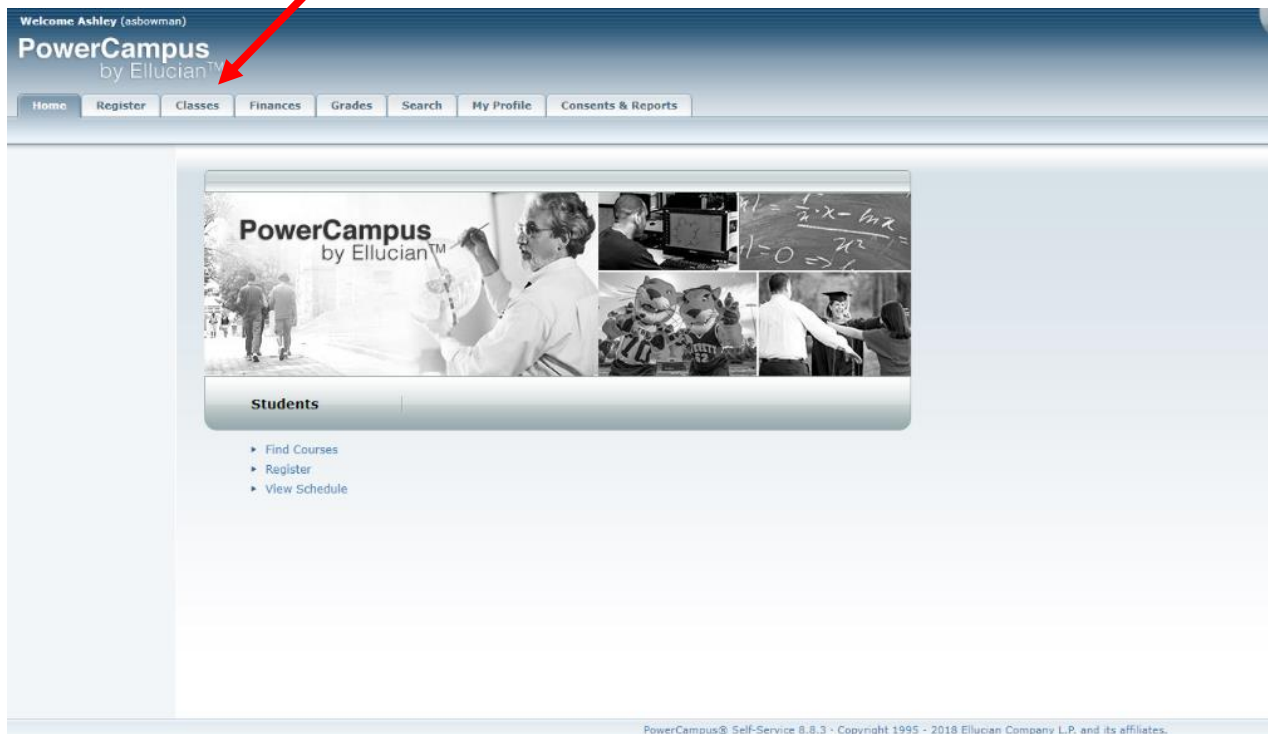 Welcome Ashley (asbowman)
PowerCampus
by Ellucian™
Home Register Classes Finances Grades Search My Profile Consents & Reports
PowerCampus
by Ellucian™
Students
Find Courses
Register
View Schedule
PowerCampus® Self-Service 8.8.3 - Copyright 1995 - 2018 Ellucian Company L.P. and its affiliates.